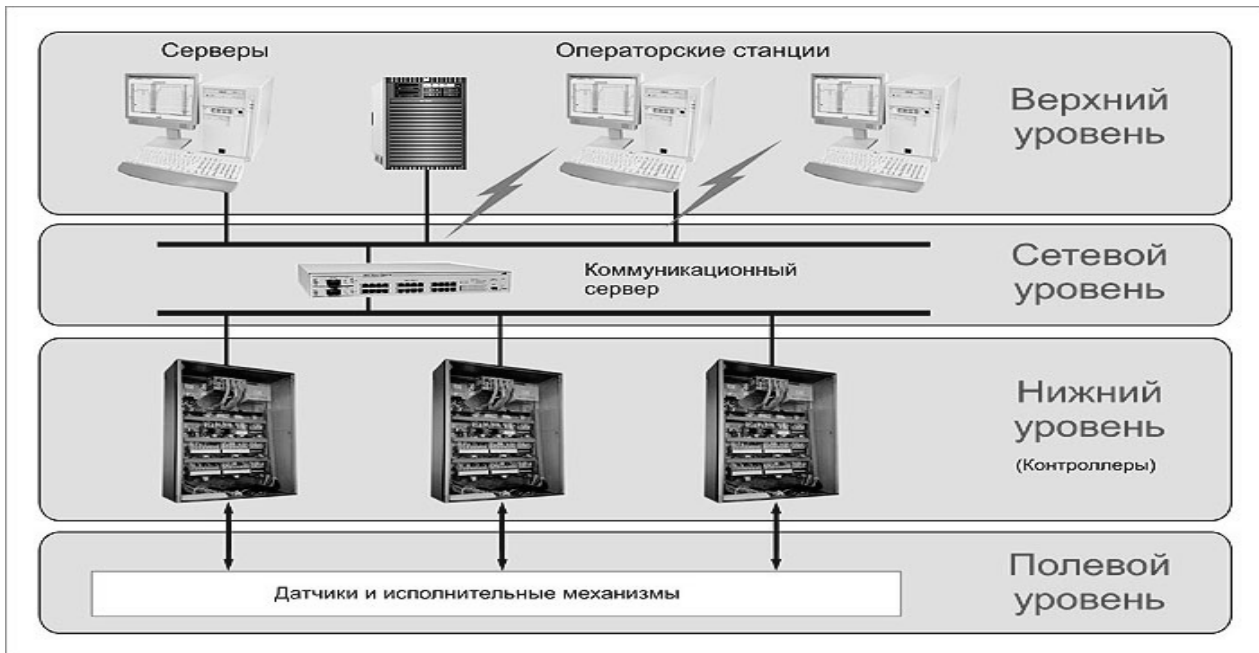 Серверы
Операторские станции
Верхний
уровень
Коммуникационный
сервер
Сетевой
уровень
Нижний
уровень
(Контроллеры)
Датчики и исполнительные механизмы
Полевой
уровень